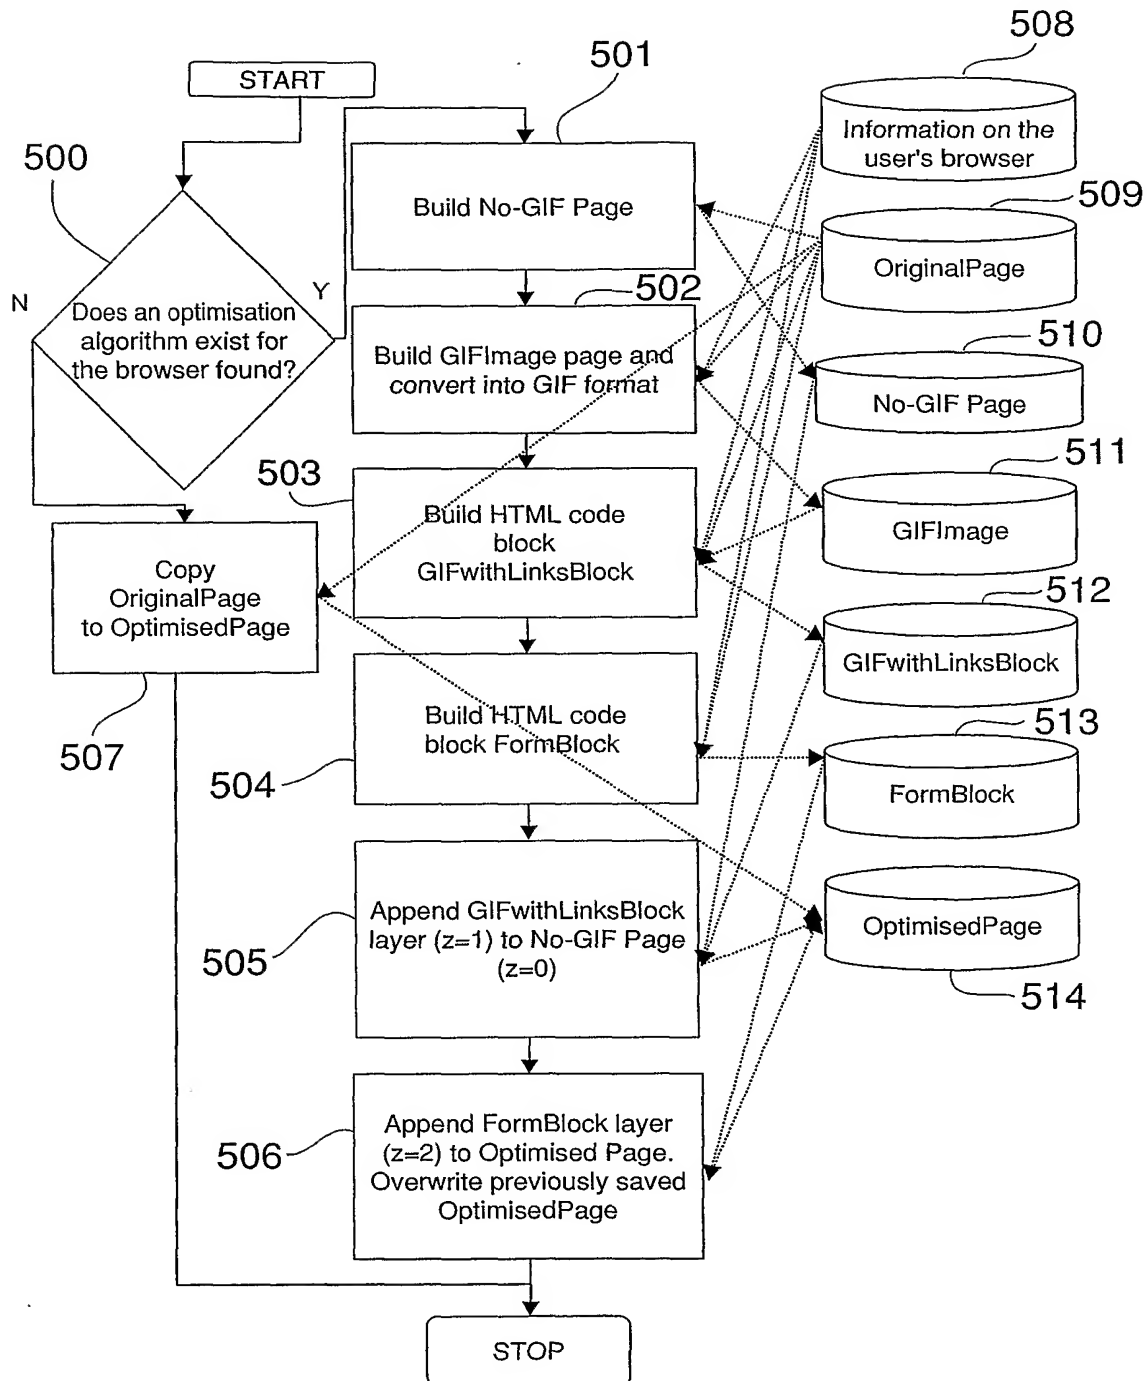 START
500
N
Y
Does an optimisation
algorithm exist for
the browser found?
501
Build No-GIF Page
502
Build GIFImage page and
convert into GIF format
503
Build HTML code
block
GIFwithLinksBlock
Copy
OriginalPage
to OptimisedPage
507
Build HTML code
block FormBlock
504
Append GIFwithLinksBlock
layer (z=1) to No-GIF Page
(z=0)
505
Append FormBlock layer
(z=2) to Optimised Page.
Overwrite previously saved
OptimisedPage
506
STOP
508
Information on the
user's browser
509
OriginalPage
510
No-GIF Page
511
GIFImage
512
GIFwithLinksBlock
513
FormBlock
OptimisedPage
514